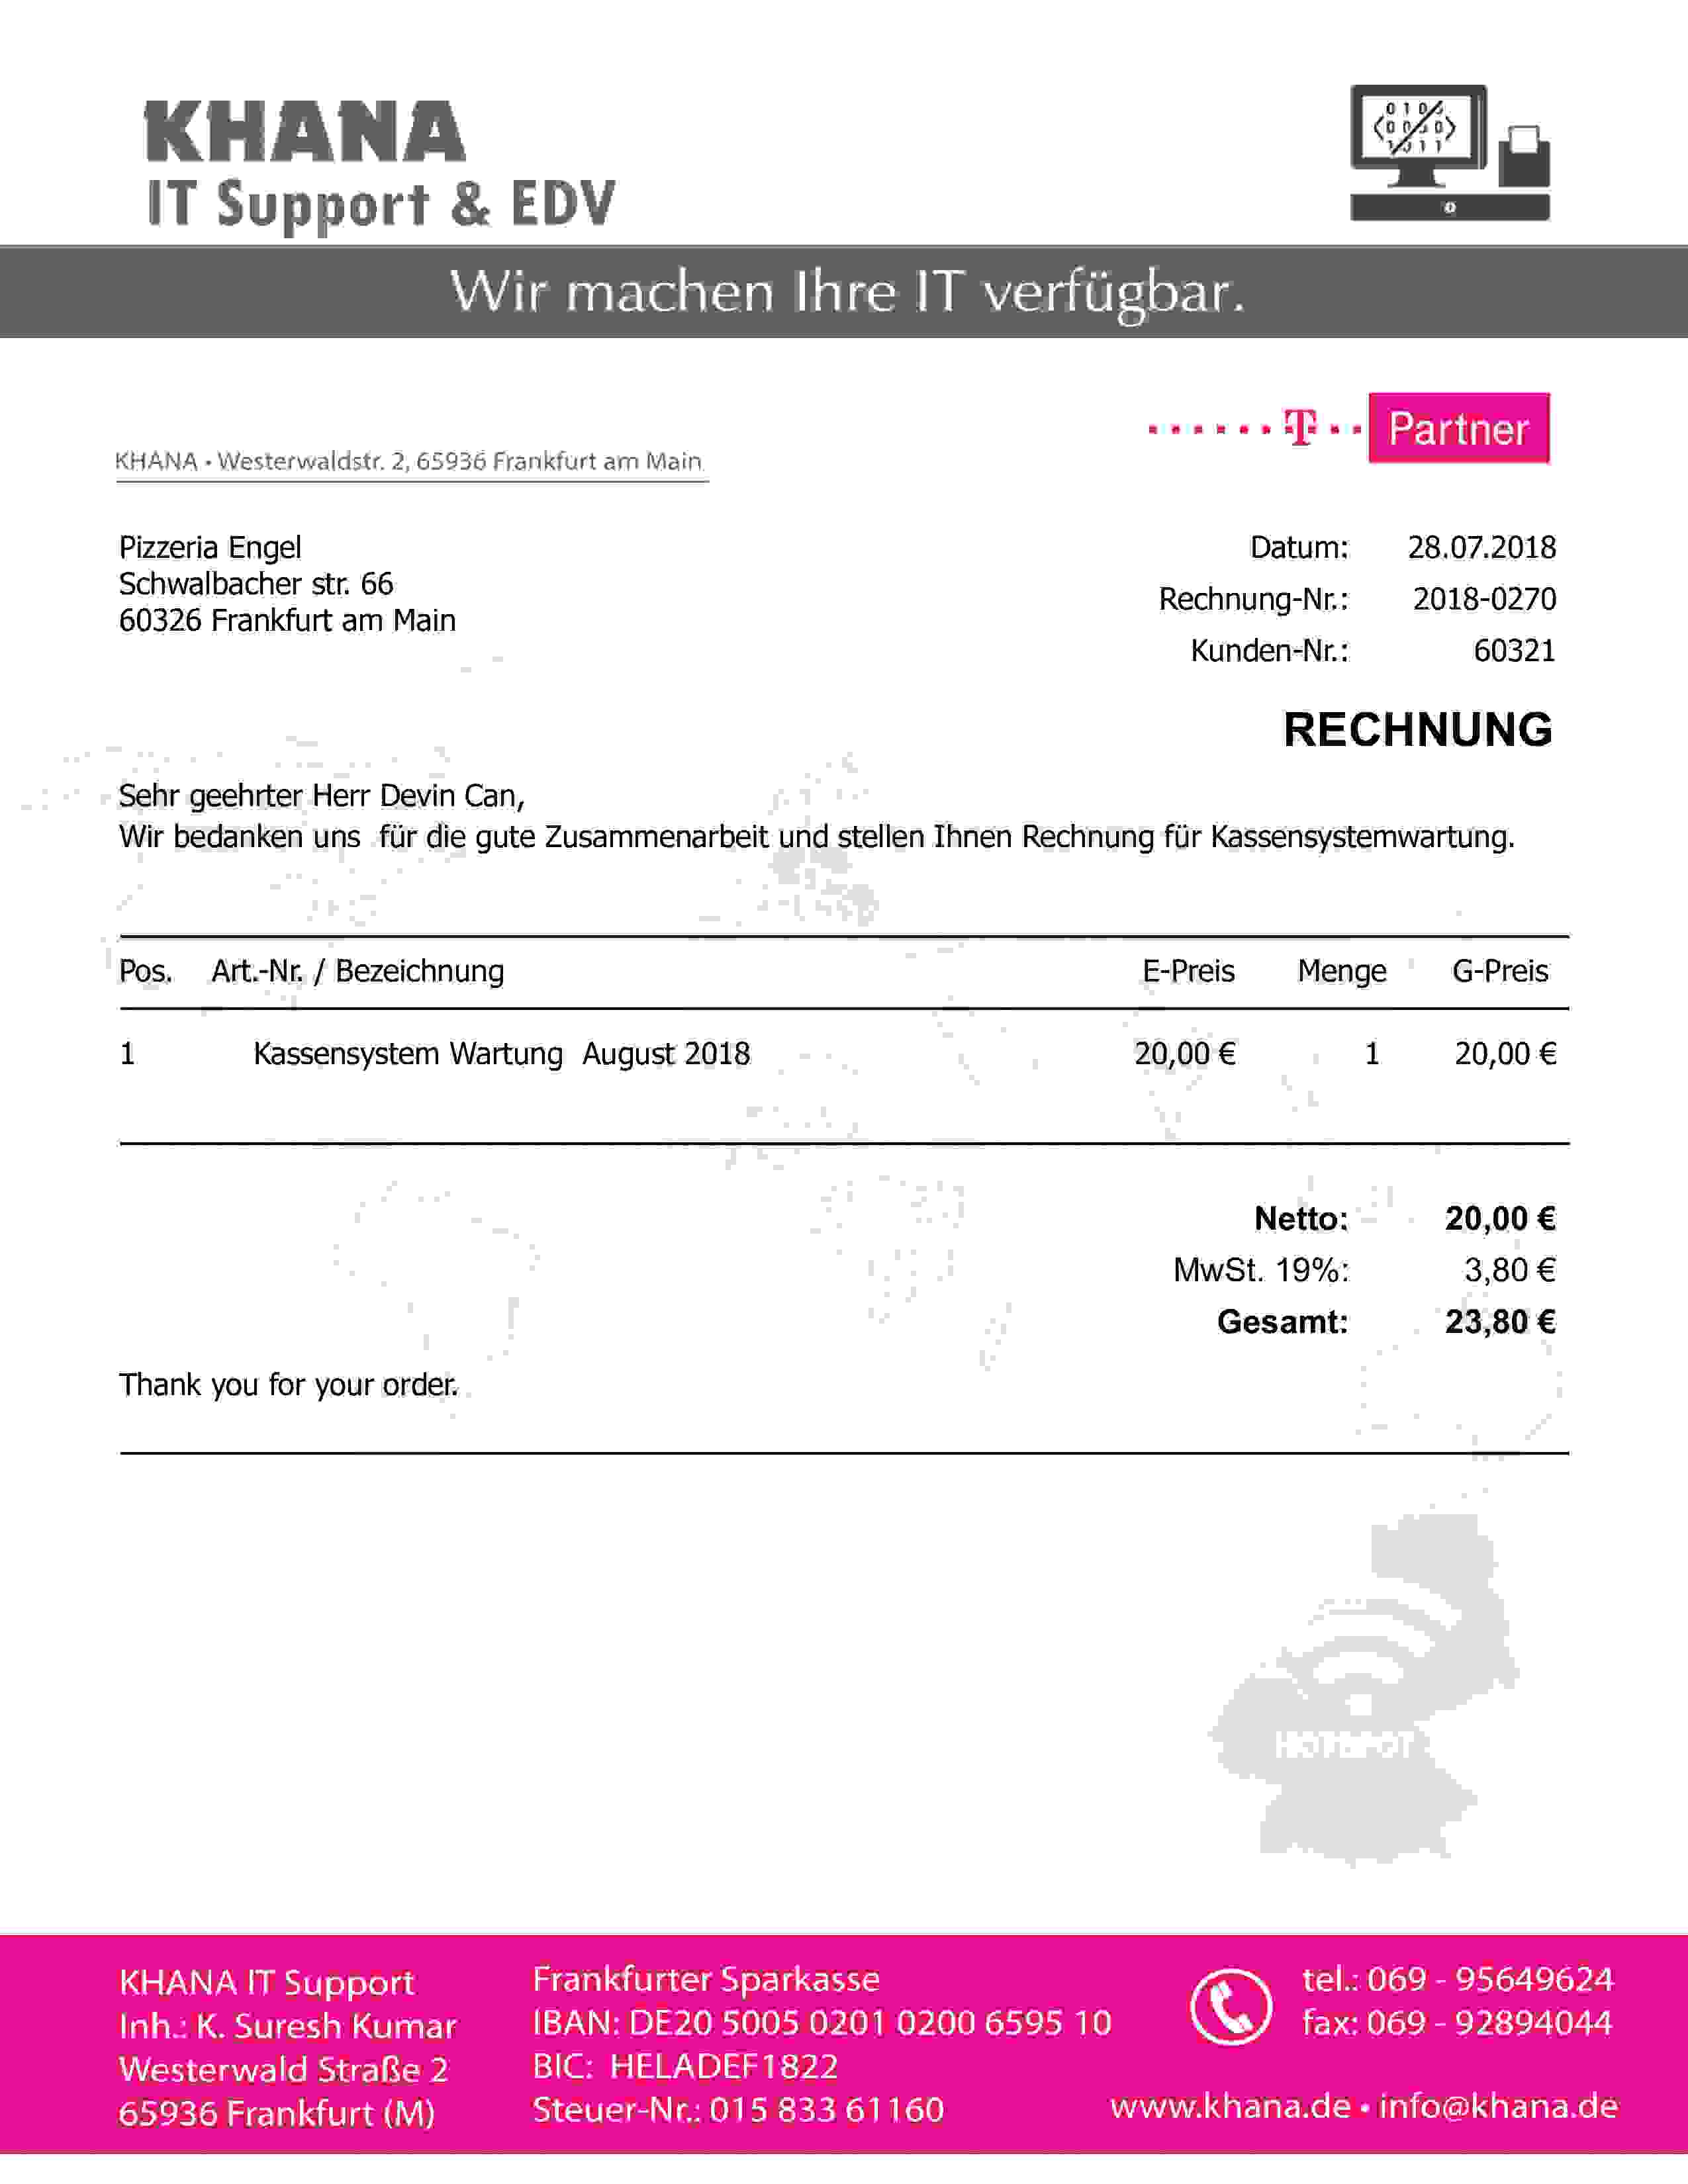 KHANA
IT Support & EDV
Wir machen Ihre IT verfügbar.
T Partner
KHANA • Westerwaldstr. 2, 65936 Frankfurt am Main
Pizzeria Engel
Schwalbacher str. 66
60326 Frankfurt am Main
Datum: 28.07.2018
Rechnung-Nr.: 2018-0270
Kunden-Nr.: 60321
RECHNUNG
Sehr geehrter Herr Devin Can,
Wir bedanken uns für die gute Zusammenarbeit und stellen Ihnen Rechnung für Kassensystemwartung.
Pos. Art.-Nr. / Bezeichnung E-Preis Menge G-Preis
1 Kassensystem Wartung August 2018 20,00 € 1 20,00 €
Netto: 20,00 €
MwSt. 19%: 3,80 €
Gesamt: 23,80 €
Thank you for your order.
KHANA IT Support
Inh.: K. Suresh Kumar
Westerwald Straße 2
65936 Frankfurt (M)
Frankfurter Sparkasse
IBAN: DE20 5005 0201 0200 6595 10
BIC: HELADEF1822
Steuer-Nr.: 015 833 61160
tel.: 069 - 95649624
fax: 069 - 92894044
www.khana.de • info@khana.de